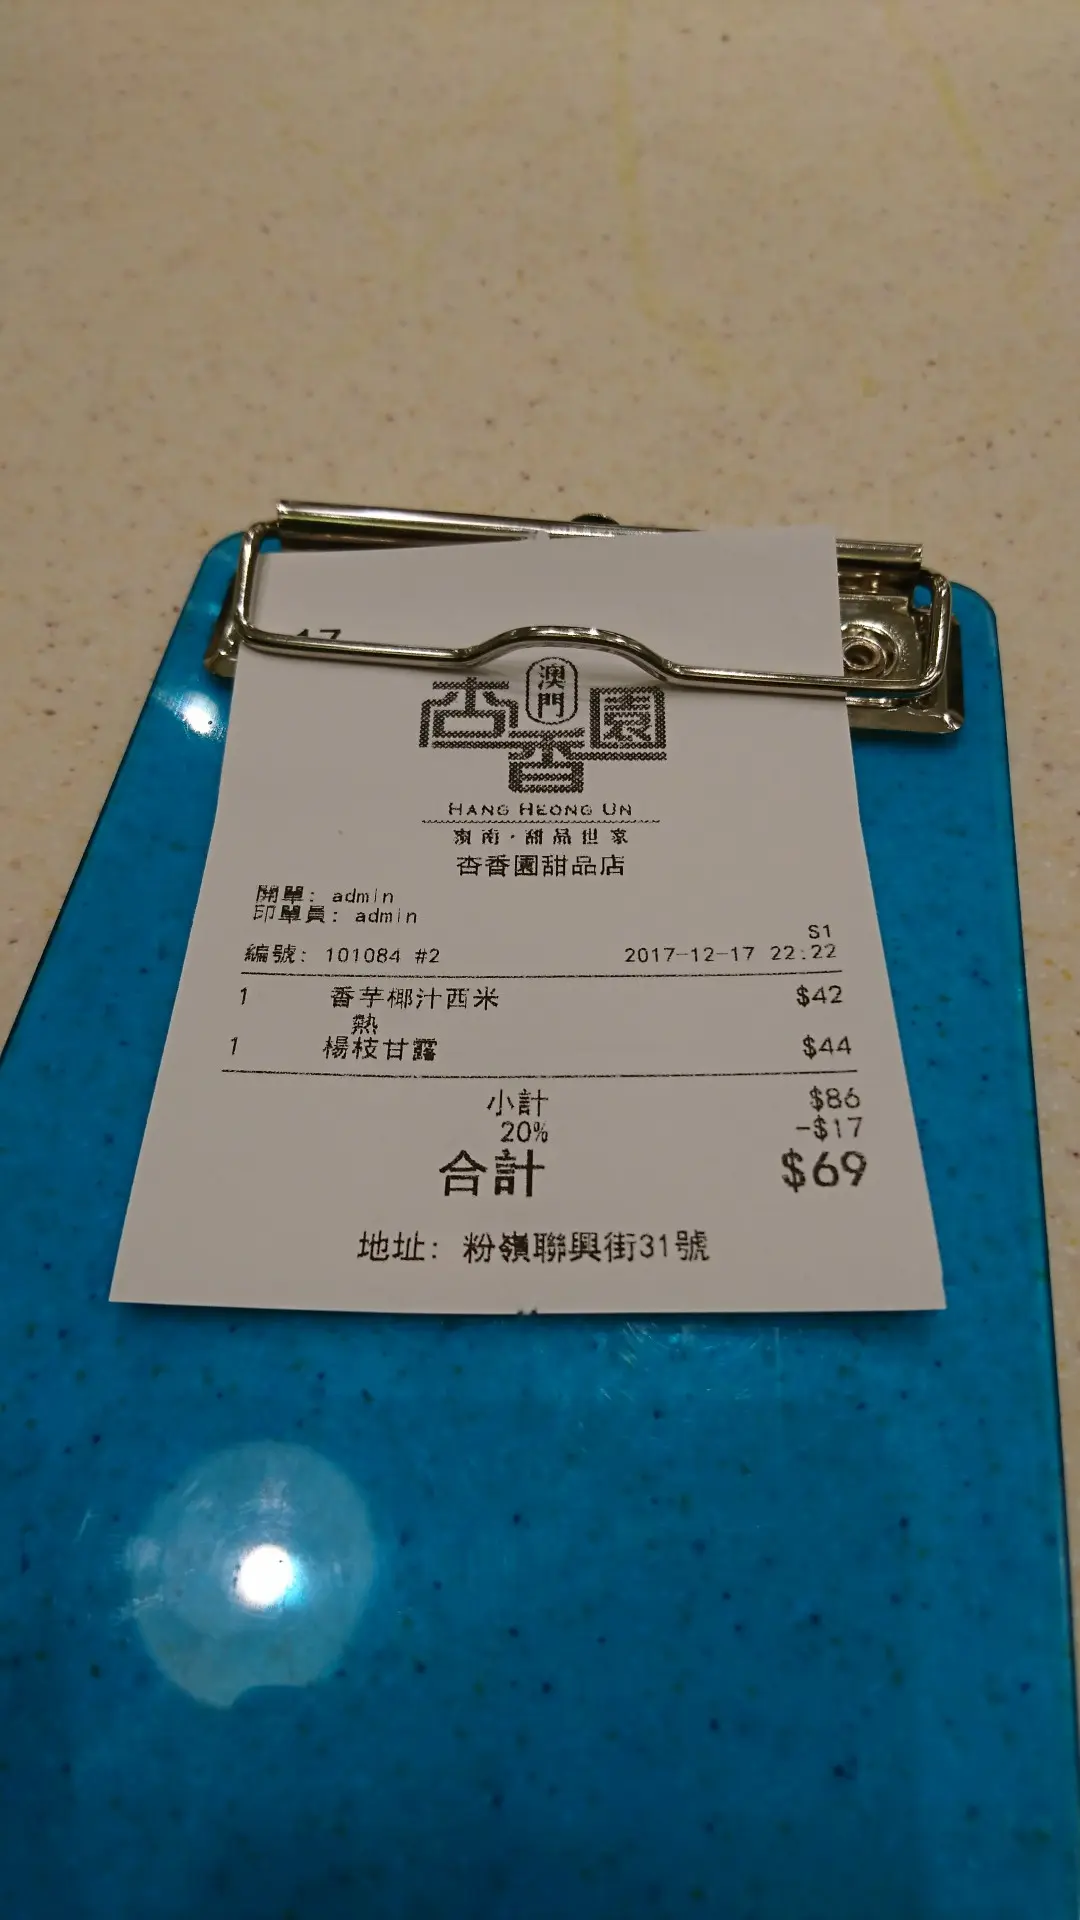 17
澳門
杏香園
HANG HEONG UN
澳南·甜品世家
杏香園甜品店
開單: admin
印單員: admin
S1
編號: 101084 #2 2017-12-17 22:22
1 香芋椰汁西米 $42
熱
1 楊枝甘露 $44
小計 $86
20% -$17
合計 $69
地址: 粉嶺聯興街31號